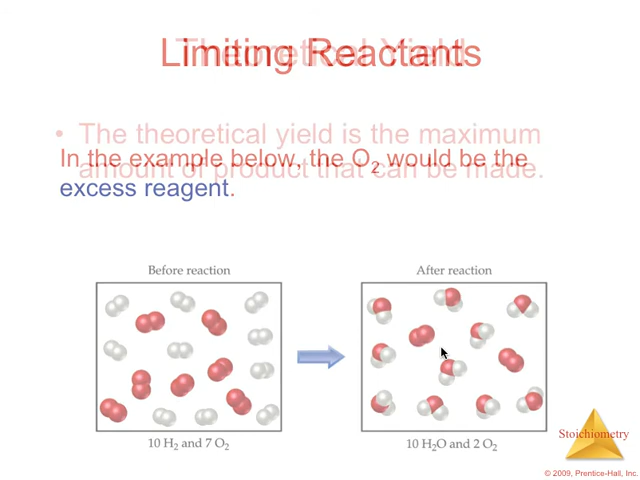 Limiting Reactants
Theoretical Yield
• The theoretical yield is the maximum
amount of product that can be made.
In the example below, the O₂ would be the
excess reagent.
Before reaction
After reaction
10 H₂ and 7 O₂
10 H₂O and 2 O₂
Stoichiometry
© 2009, Prentice-Hall, Inc.